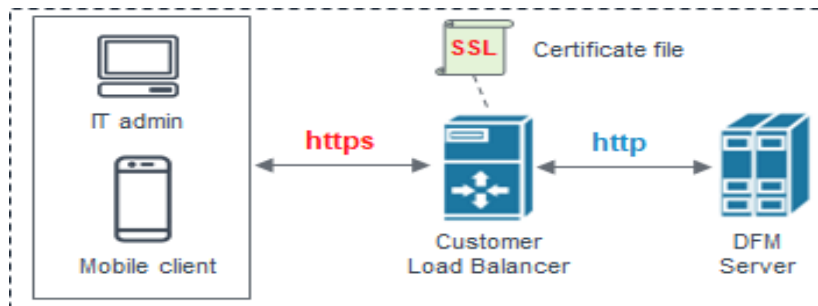 SSL
Certificate file
IT admin
https
http
Mobile client
Customer
Load Balancer
DFM
Server